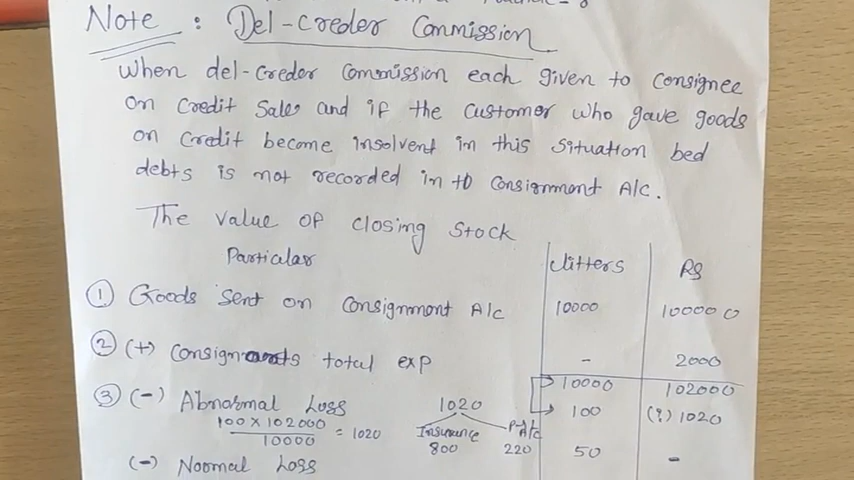 Note : Del-Creder Commission
When del-Creder Commission each given to Consignee
on Credit Sales and if the Customer who gave goods
on Credit become insolvent in this Situation bed
debts is not recorded in to Consignment A/c.
The value of closing Stock
Particular Litters Rs
① Goods Sent on Consignment A/c 10000 100000
② (+) Consignors total exp - 2000
10000 102000
③ (-) Abnormal Loss 1020 100 (?) 1020
100 x 102000 / 10000 = 1020 Insurance 800 P&L A/c 220
(-) Normal Loss 50 -